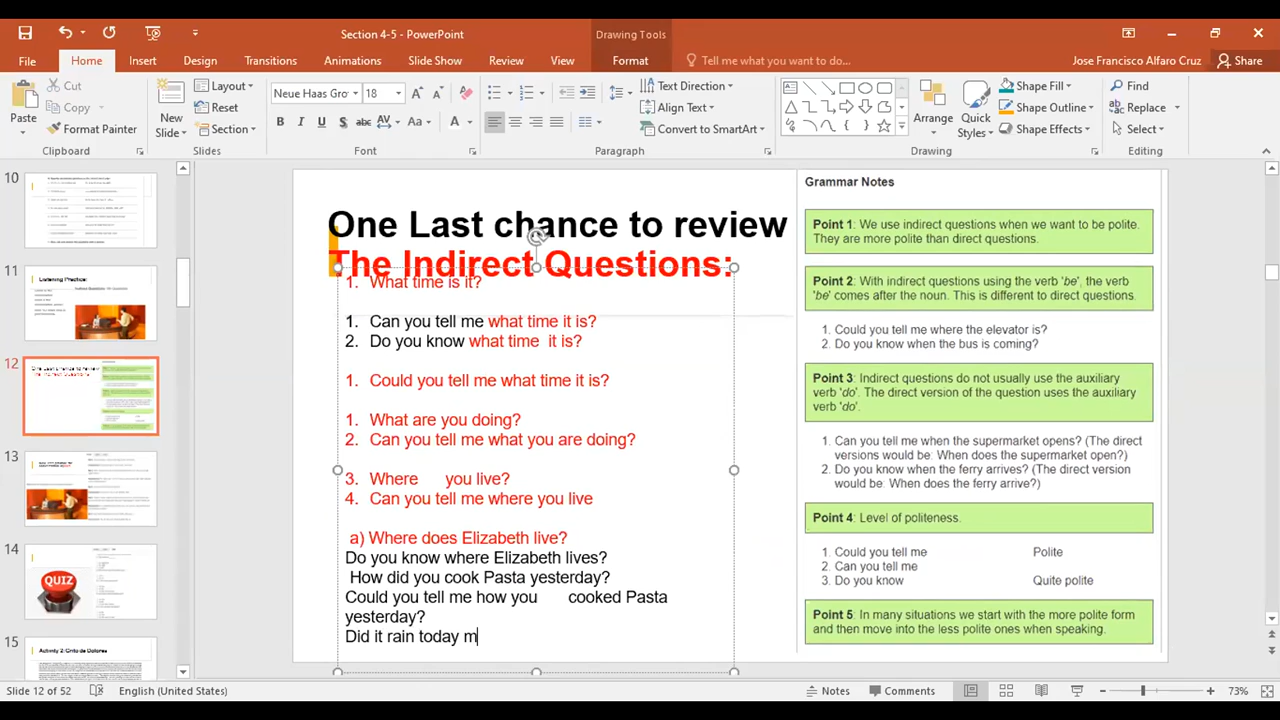 Section 4-5 - PowerPoint
Drawing Tools
File
Home
Insert
Design
Transitions
Animations
Slide Show
Review
View
Format
Tell me what you want to do...
Jose Francisco Alfaro Cruz
Share
Paste
Cut
Copy
Format Painter
Clipboard
New
Slide
Layout
Reset
Section
Slides
Neue Haas Gro
18
B I U S abc AV Aa A
Font
Text Direction
Align Text
Convert to SmartArt
Paragraph
Arrange
Quick
Styles
Shape Fill
Shape Outline
Shape Effects
Drawing
Find
Replace
Select
Editing
10
11
Listening Practice:
12
One Last chance to review
The Indirect Questions:
13
14
QUIZ
15
Activity 2: Grito de Dolores
One Last chance to review
The Indirect Questions:
1. What time is it?
1. Can you tell me what time it is?
2. Do you know what time it is?
1. Could you tell me what time it is?
1. What are you doing?
2. Can you tell me what you are doing?
3. Where you live?
4. Can you tell me where you live
a) Where does Elizabeth live?
Do you know where Elizabeth lives?
How did you cook Pasta yesterday?
Could you tell me how you cooked Pasta
yesterday?
Did it rain today m
Grammar Notes
Point 1: We use indirect questions when we want to be polite.
They are more polite than direct questions.
Point 2: With indirect questions using the verb 'be', the verb
'be' comes after the noun. This is different to direct questions.
1. Could you tell me where the elevator is?
2. Do you know when the bus is coming?
Point 3: Indirect questions do not usually use the auxiliary
verb 'do'. The direct version of the question uses the auxiliary
verb 'do'.
1. Can you tell me when the supermarket opens? (The direct
versions would be: When does the supermarket open?)
2. Do you know when the ferry arrives? (The direct version
would be When does the ferry arrive?)
Point 4: Level of politeness.
1. Could you tell me Polite
2. Can you tell me
3. Do you know Quite polite
Point 5: In many situations we start with the more polite form
and then move into the less polite ones when speaking.
Slide 12 of 52
English (United States)
Notes
Comments
73%